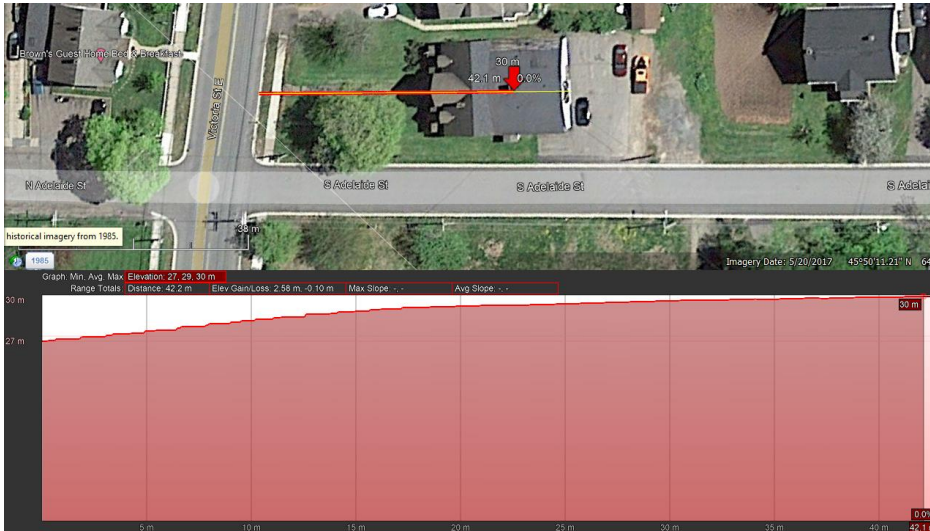 Brown's Guest Home Bed & Breakfast
Victoria St E
30 m
42.1 m 0.0%
N Adelaide St
S Adelaide St
S Adelaide St
S Adelai
38 m
historical imagery from 1985.
1985
Imagery Date: 5/20/2017 45°50'11.21" N 64
Graph: Min, Avg, Max Elevation: 27, 29, 30 m
Range Totals: Distance: 42.2 m Elev Gain/Loss: 2.58 m, -0.10 m Max Slope: -, - Avg Slope: -, -
30 m
30 m
27 m
0.0%
5 m 10 m 15 m 20 m 25 m 30 m 35 m 40 m 42.1